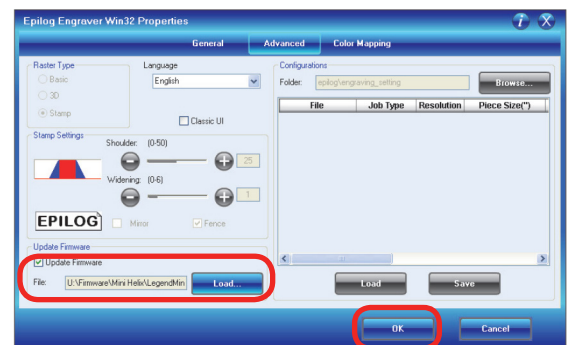 Epilog Engraver Win32 Properties
General Advanced Color Mapping
Raster Type
Basic
3D
Stamp
Language
English
Classic UI
Stamp Settings
Shoulder: (0-50)
25
Widening: (0-6)
1
EPILOG
Mirror
Fence
Update Firmware
Update Firmware
File: U:\Firmware\Mini Helix\LegendMin Load...
Configurations
Folder: epilog\engraving_setting Browse...
File Job Type Resolution Piece Size(")
Load Save
OK Cancel